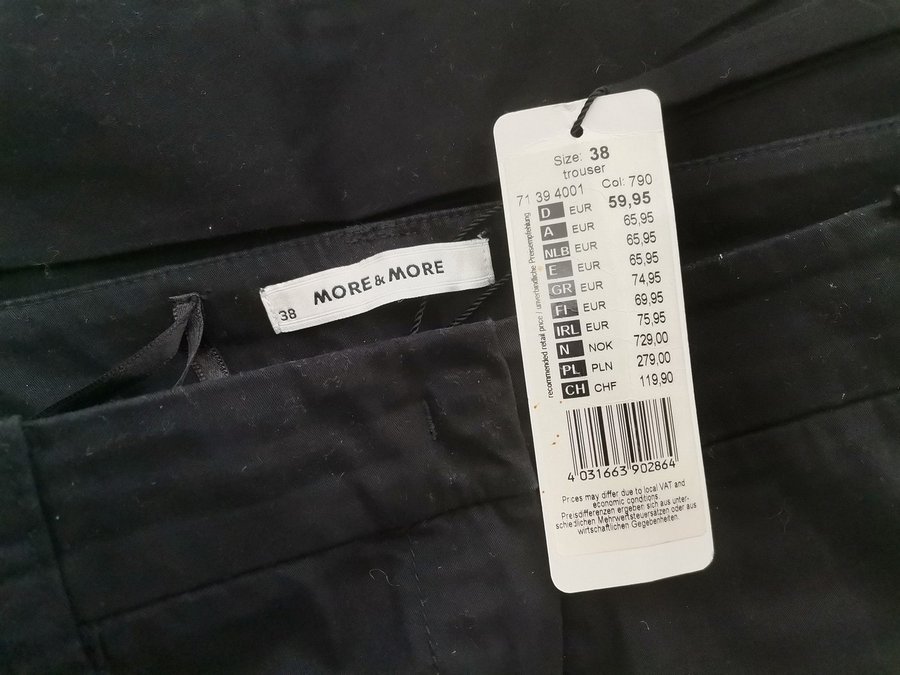 MORE & MORE
38
Size: 38
trouser
71 39 4001 Col: 790
D EUR 59,95
A EUR 65,95
NLB EUR 65,95
E EUR 65,95
GR EUR 74,95
FI EUR 69,95
IRL EUR 75,95
N NOK 729,00
PL PLN 279,00
CH CHF 119,90
recommended retail price / unverbindliche Preisempfehlung
4 031663 902864
Prices may differ due to local VAT and
economic conditions.
Preisdifferenzen ergeben sich aus unter-
schiedlichen Mehrwertsteuersätzen oder aus
wirtschaftlichen Gegebenheiten.